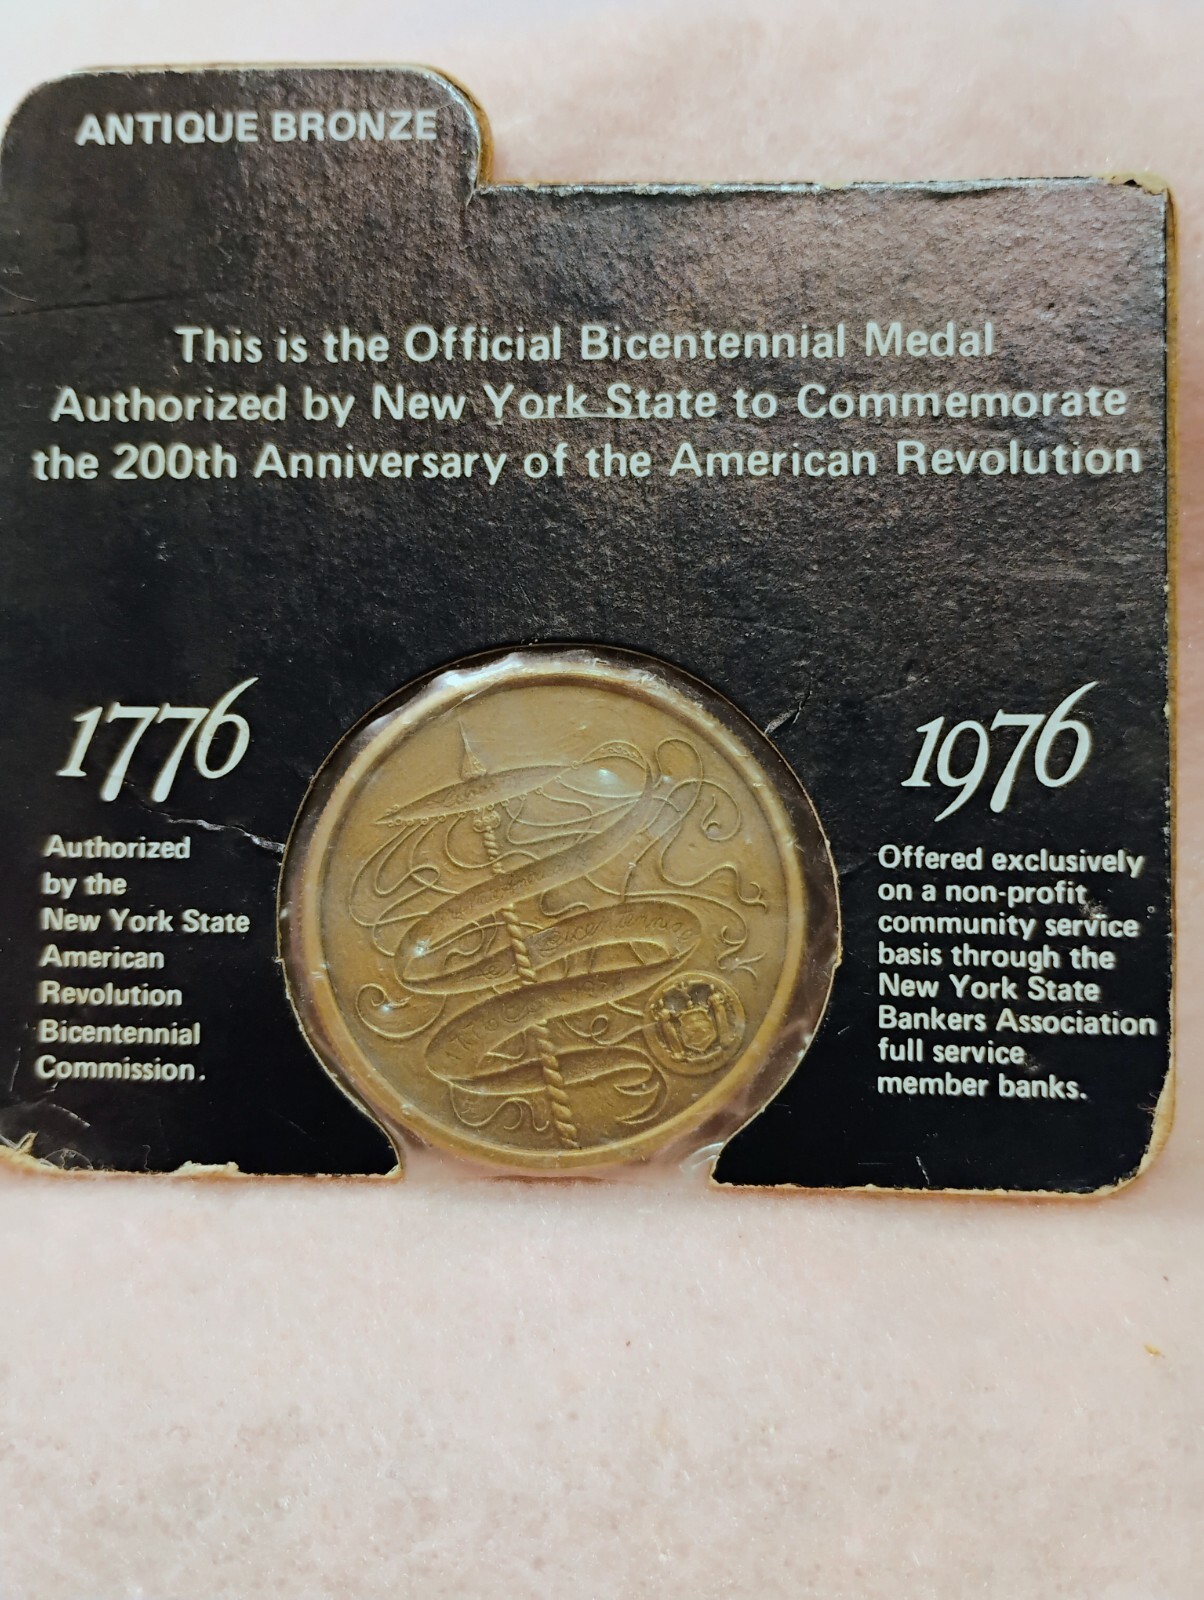 ANTIQUE BRONZE
This is the Official Bicentennial Medal
Authorized by New York State to Commemorate
the 200th Anniversary of the American Revolution
1776
Authorized
by the
New York State
American
Revolution
Bicentennial
Commission.
1976
Offered exclusively
on a non-profit
community service
basis through the
New York State
Bankers Association
full service
member banks.
Bicentennial